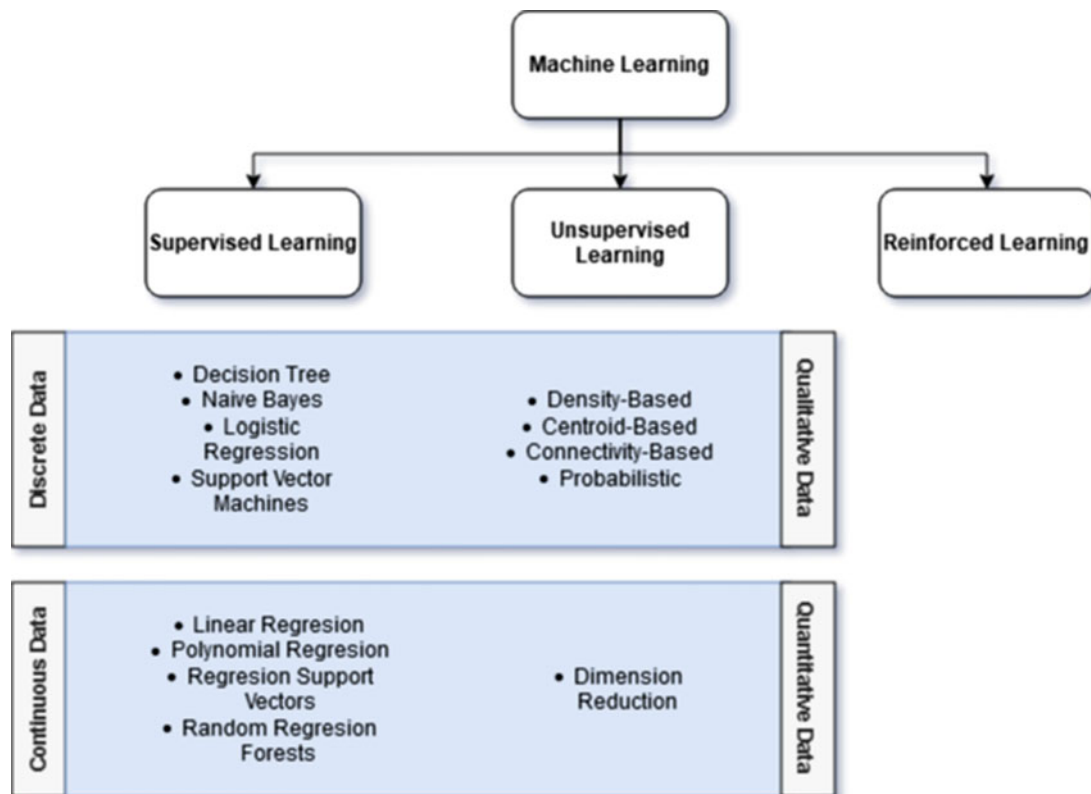 Machine Learning
Supervised Learning
Unsupervised
Learning
Reinforced Learning
Discrete Data
• Decision Tree
• Naive Bayes
• Logistic
Regression
• Support Vector
Machines
• Density-Based
• Centroid-Based
• Connectivity-Based
• Probabilistic
Qualitative Data
Continuous Data
• Linear Regresion
• Polynomial Regresion
• Regresion Support
Vectors
• Random Regresion
Forests
• Dimension
Reduction
Quantitative Data